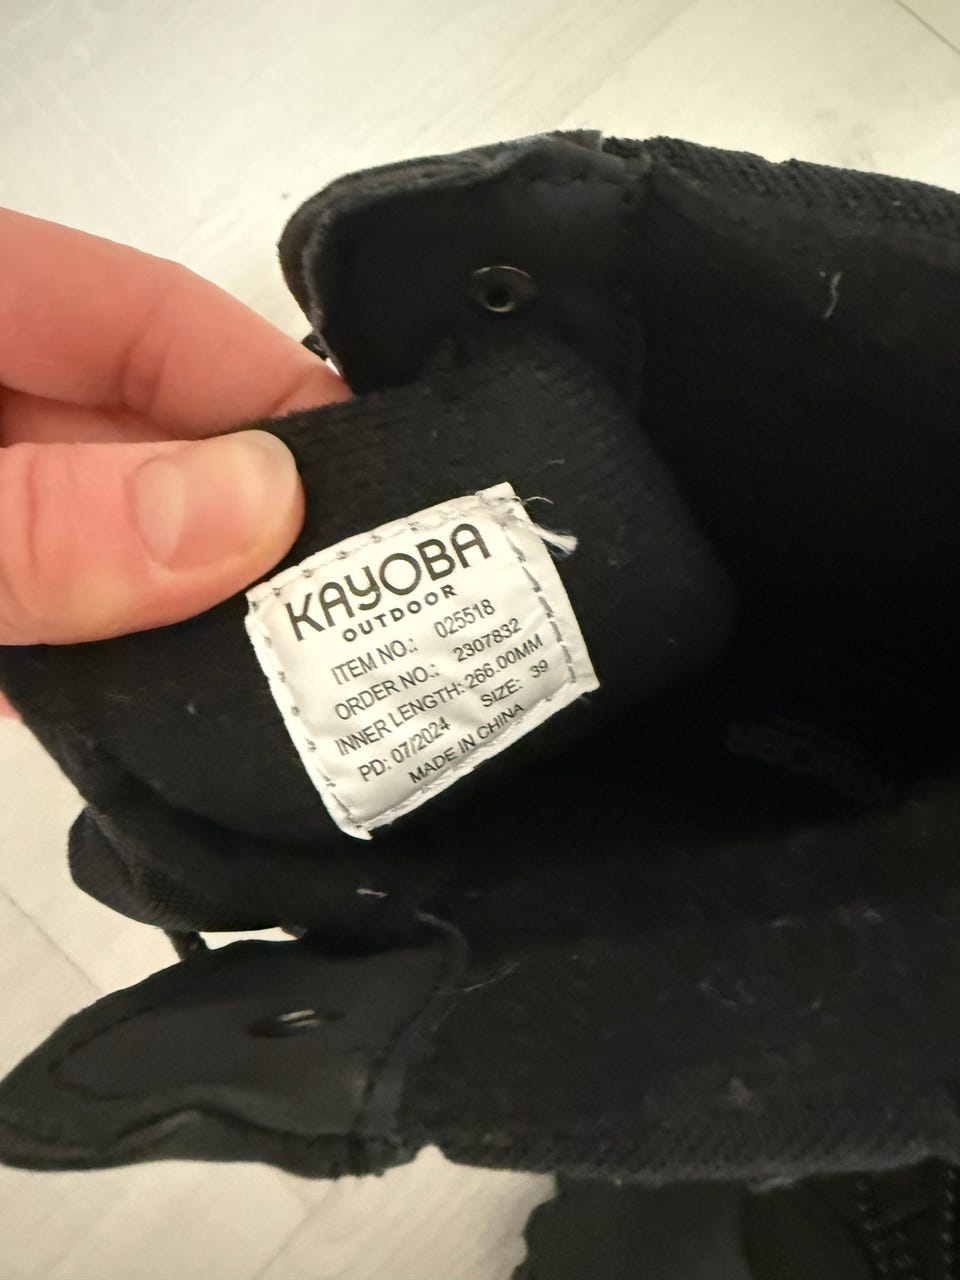 KAYOBA
OUTDOOR
ITEM NO.: 025518
ORDER NO.: 2307832
INNER LENGTH: 266.00MM
PD: 07/2024 SIZE: 39
MADE IN CHINA